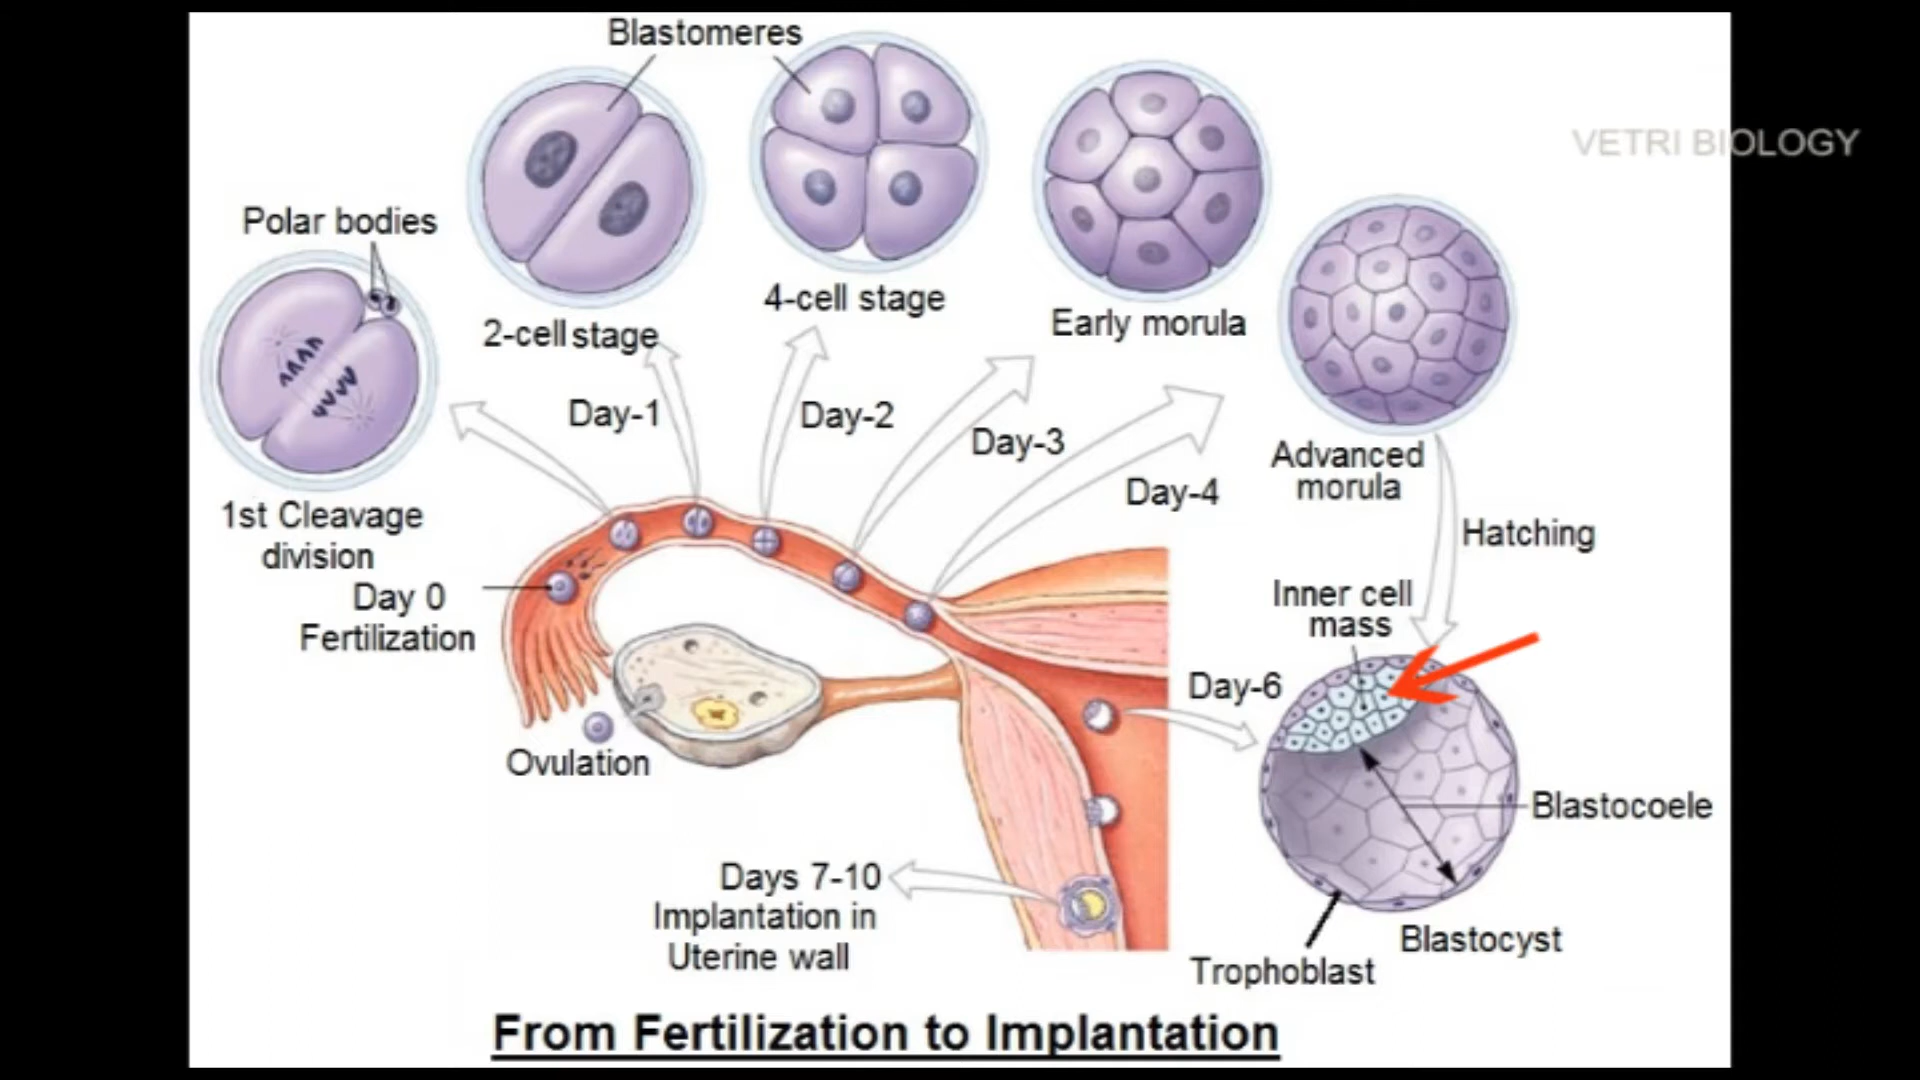 Blastomeres
VETRI BIOLOGY
Polar bodies
4-cell stage
2-cell stage
Early morula
Day-1
Day-2
Day-3
Advanced
morula
Day-4
1st Cleavage
division
Hatching
Day 0
Fertilization
Inner cell
mass
Day-6
Ovulation
Blastocoele
Days 7-10
Implantation in
Uterine wall
Blastocyst
Trophoblast
From Fertilization to Implantation